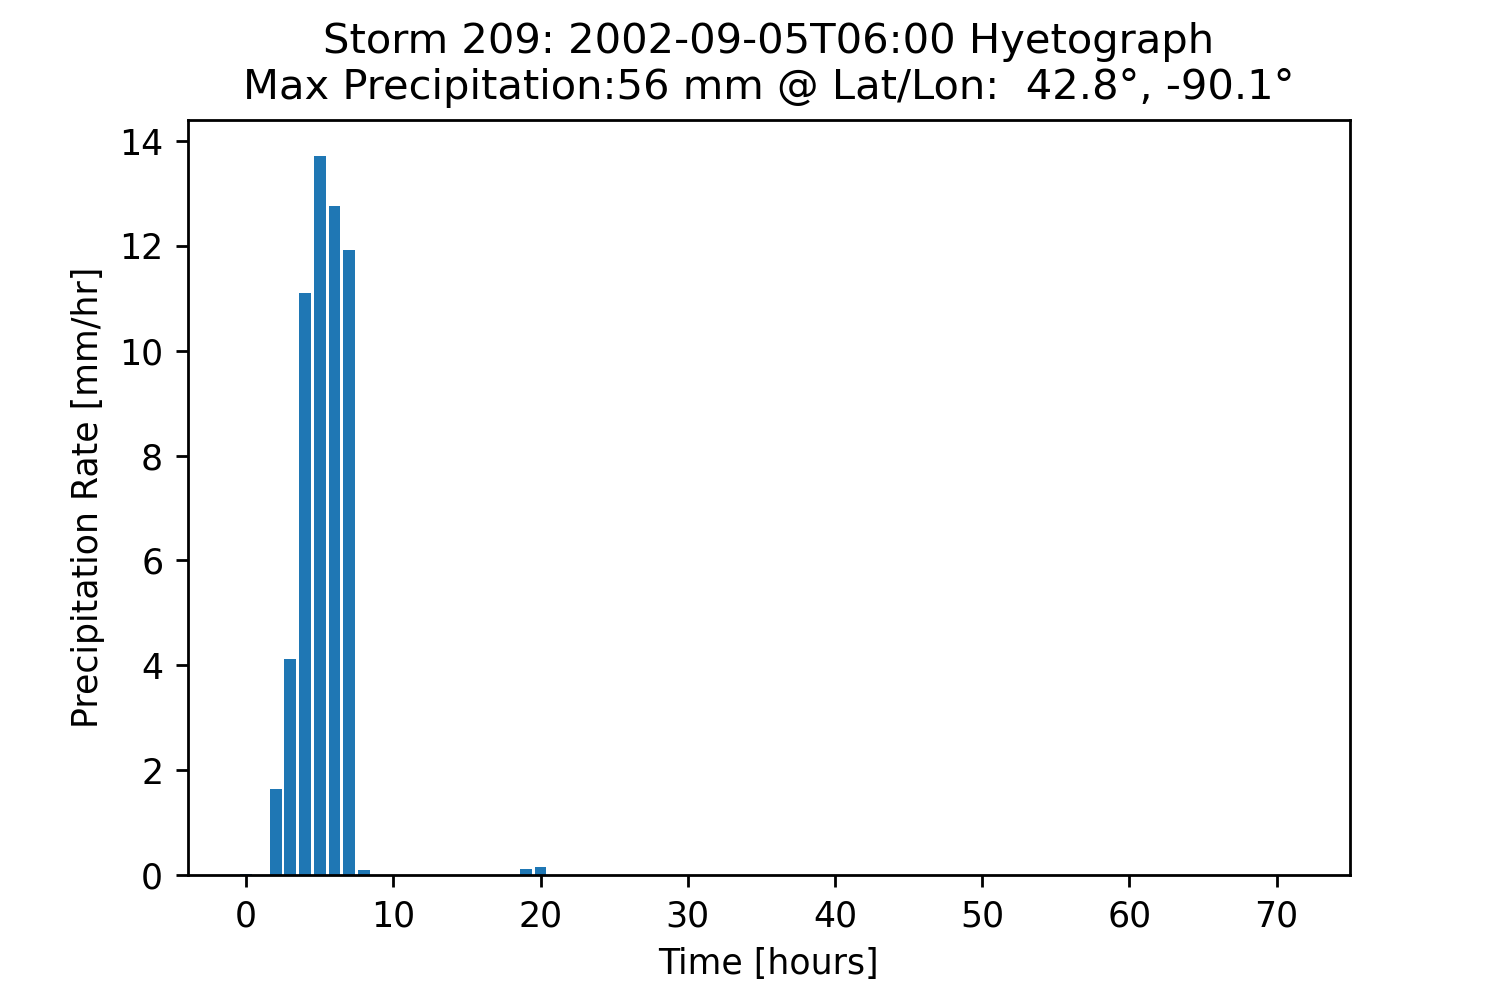 Storm 209: 2002-09-05T06:00 Hyetograph
Max Precipitation:56 mm @ Lat/Lon:  42.8°, -90.1°
14
12
10
8
6
4
2
0
Precipitation Rate [mm/hr]
0 10 20 30 40 50 60 70
Time [hours]